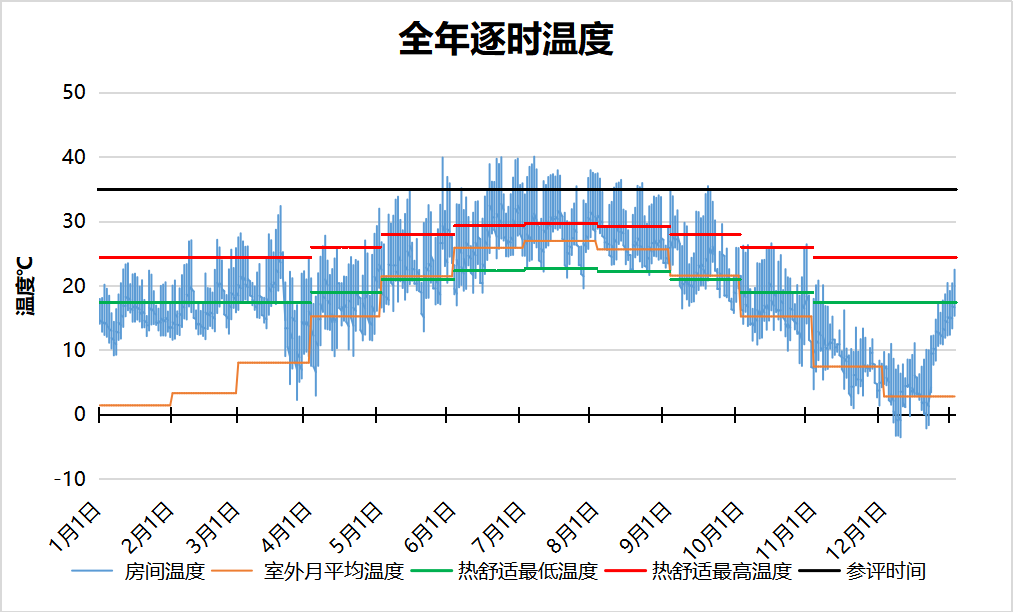 全年逐时温度
50
40
30
20
10
0
-10
温度℃
1月1日
2月1日
3月1日
4月1日
5月1日
6月1日
7月1日
8月1日
9月1日
10月1日
11月1日
12月1日
房间温度 室外月平均温度 热舒适最低温度 热舒适最高温度 参评时间